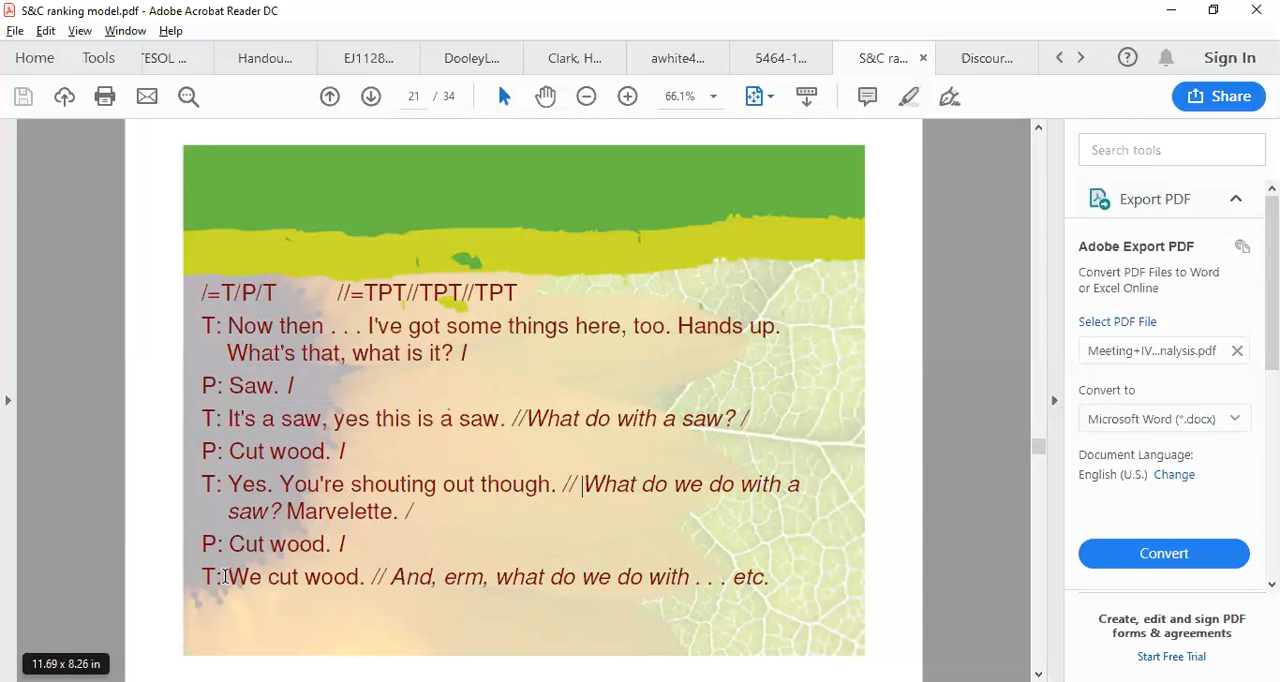 S&C ranking model.pdf - Adobe Acrobat Reader DC
File Edit View Window Help
Home Tools TESOL ... Handou... EJ1128... DooleyL... Clark, H... awhite4... 5464-1... S&C ra... Discour... Sign In
21 / 34 66.1% Share
Search tools
Export PDF
Adobe Export PDF
Convert PDF Files to Word
or Excel Online
Select PDF File
Meeting+IV...nalysis.pdf
Convert to
Microsoft Word (*.docx)
Document Language:
English (U.S.) Change
Convert
Create, edit and sign PDF
forms & agreements
Start Free Trial
/=T/P/T //=TPT//TPT//TPT
T: Now then . . . I've got some things here, too. Hands up.
What's that, what is it? /
P: Saw. /
T: It's a saw, yes this is a saw. //What do with a saw? /
P: Cut wood. /
T: Yes. You're shouting out though. // What do we do with a
saw? Marvelette. /
P: Cut wood. /
T: We cut wood. // And, erm, what do we do with . . . etc.
11.69 x 8.26 in